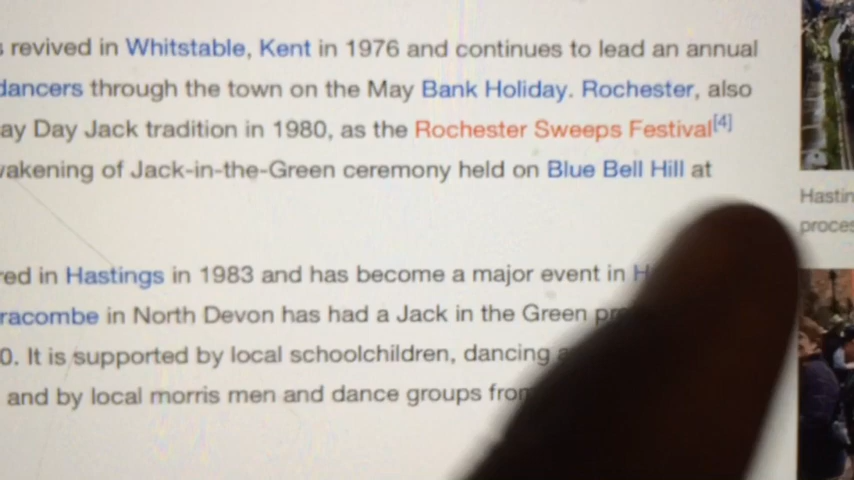 revived in Whitstable, Kent in 1976 and continues to lead an annual
dancers through the town on the May Bank Holiday. Rochester, also
ay Day Jack tradition in 1980, as the Rochester Sweeps Festival[4]
wakening of Jack-in-the-Green ceremony held on Blue Bell Hill at
Hastin
proces
red in Hastings in 1983 and has become a major event in H
racombe in North Devon has had a Jack in the Green pr
0. It is supported by local schoolchildren, dancing a
and by local morris men and dance groups from